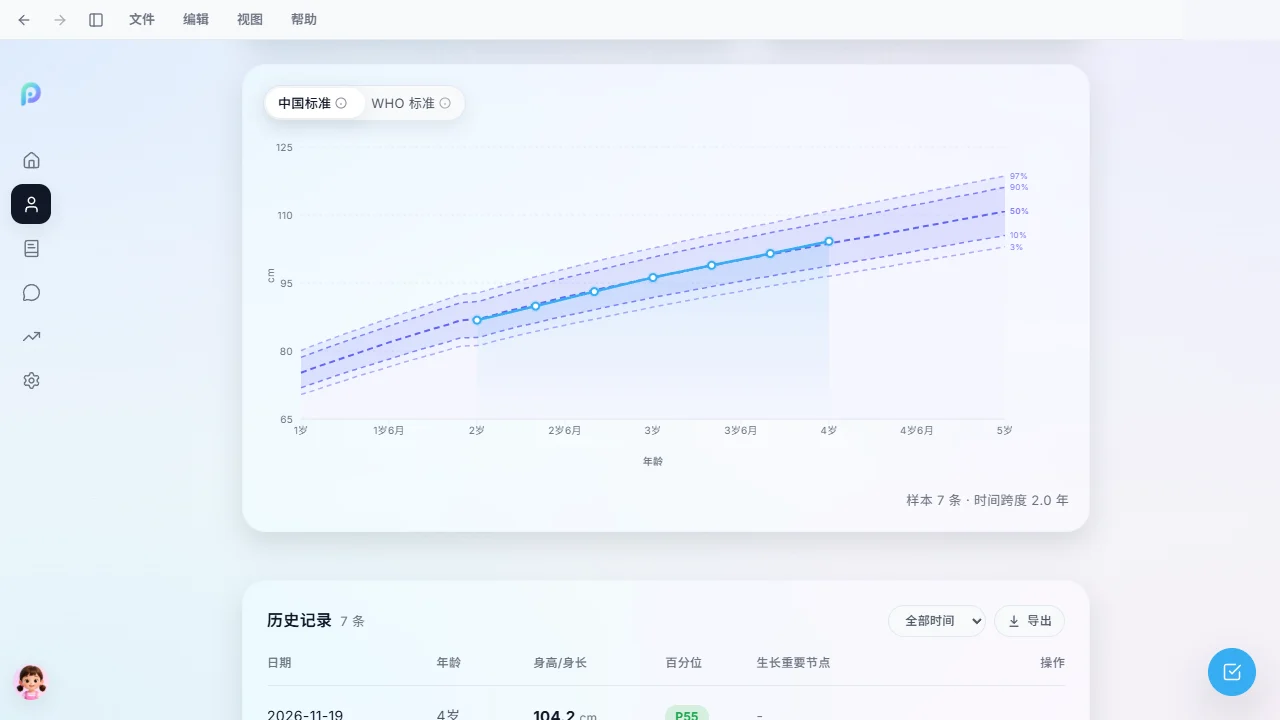 文件 编辑 视图 帮助
中国标准 WHO 标准
125
110
95
80
65
cm
97%
90%
50%
10%
3%
1岁 1岁6月 2岁 2岁6月 3岁 3岁6月 4岁 4岁6月 5岁
年龄
样本 7 条 · 时间跨度 2.0 年
历史记录 7 条 全部时间 导出
日期 年龄 身高/身长 百分位 生长重要节点 操作
2026-11-19 4岁 104.2 cm P55 -